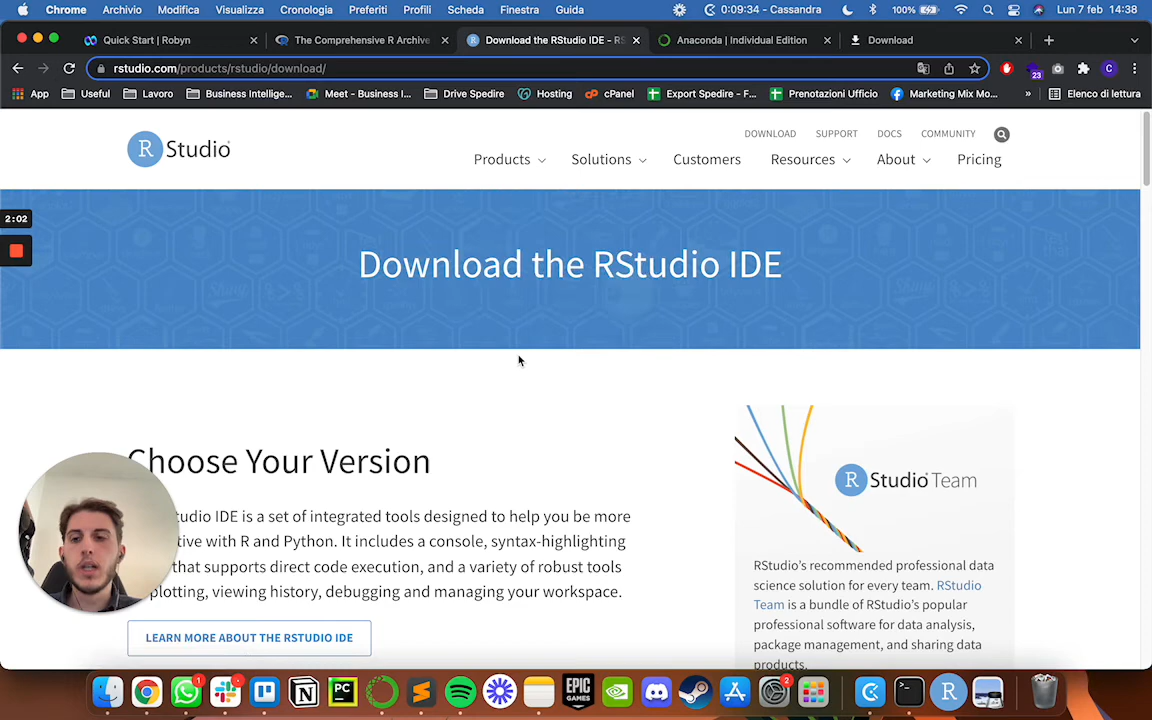 Chrome Archivio Modifica Visualizza Cronologia Preferiti Profili Scheda Finestra Guida 0:09:34 - Cassandra 100% Lun 7 feb 14:38
Quick Start | Robyn The Comprehensive R Archive Download the RStudio IDE - RS Anaconda | Individual Edition Download
rstudio.com/products/rstudio/download/ 23 C
App Useful Lavoro Business Intellige... Meet - Business I... Drive Spedire Hosting cPanel Export Spedire - F... Prenotazioni Ufficio Marketing Mix Mo... » Elenco di lettura
DOWNLOAD SUPPORT DOCS COMMUNITY
R Studio
Products Solutions Customers Resources About Pricing
2:02
Download the RStudio IDE
Choose Your Version
R Studio Team
udio IDE is a set of integrated tools designed to help you be more
tive with R and Python. It includes a console, syntax-highlighting
that supports direct code execution, and a variety of robust tools
plotting, viewing history, debugging and managing your workspace.
LEARN MORE ABOUT THE RSTUDIO IDE
RStudio's recommended professional data
science solution for every team. RStudio
Team is a bundle of RStudio's popular
professional software for data analysis,
package management, and sharing data
products.
1 PC EPIC GAMES 2 R